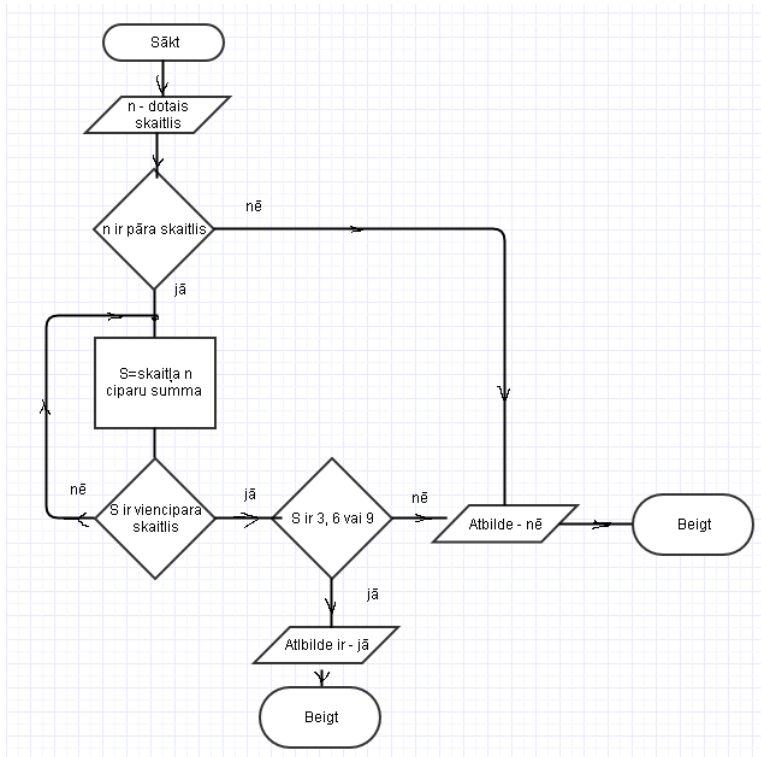 Sākt
n - dotais
skaitlis
nē
n ir pāra skaitlis
jā
S=skaitļa n
ciparu summa
nē
S ir viencipara
skaitlis
jā
S ir 3, 6 vai 9
nē
Atbilde - nē
Beigt
jā
Atlbilde ir - jā
Beigt